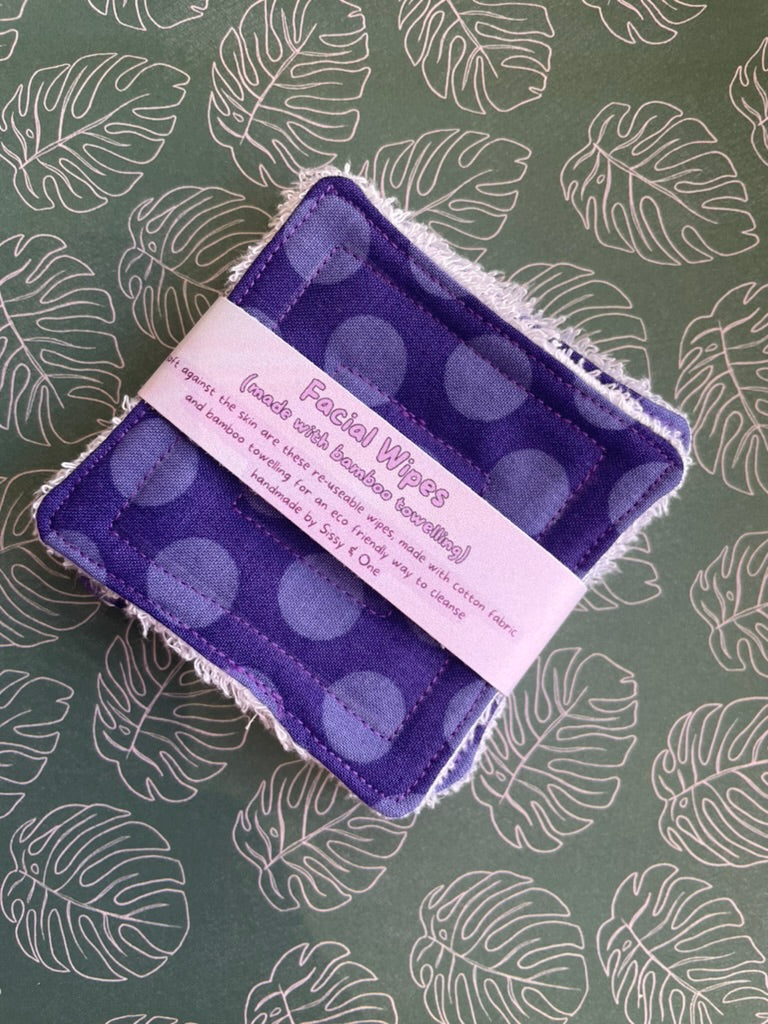 Facial Wipes
(made with bamboo towelling)
against the skin are these re-useable wipes, made with cotton fabric
and bamboo towelling for an eco friendly way to cleanse
handmade by Sissy & One